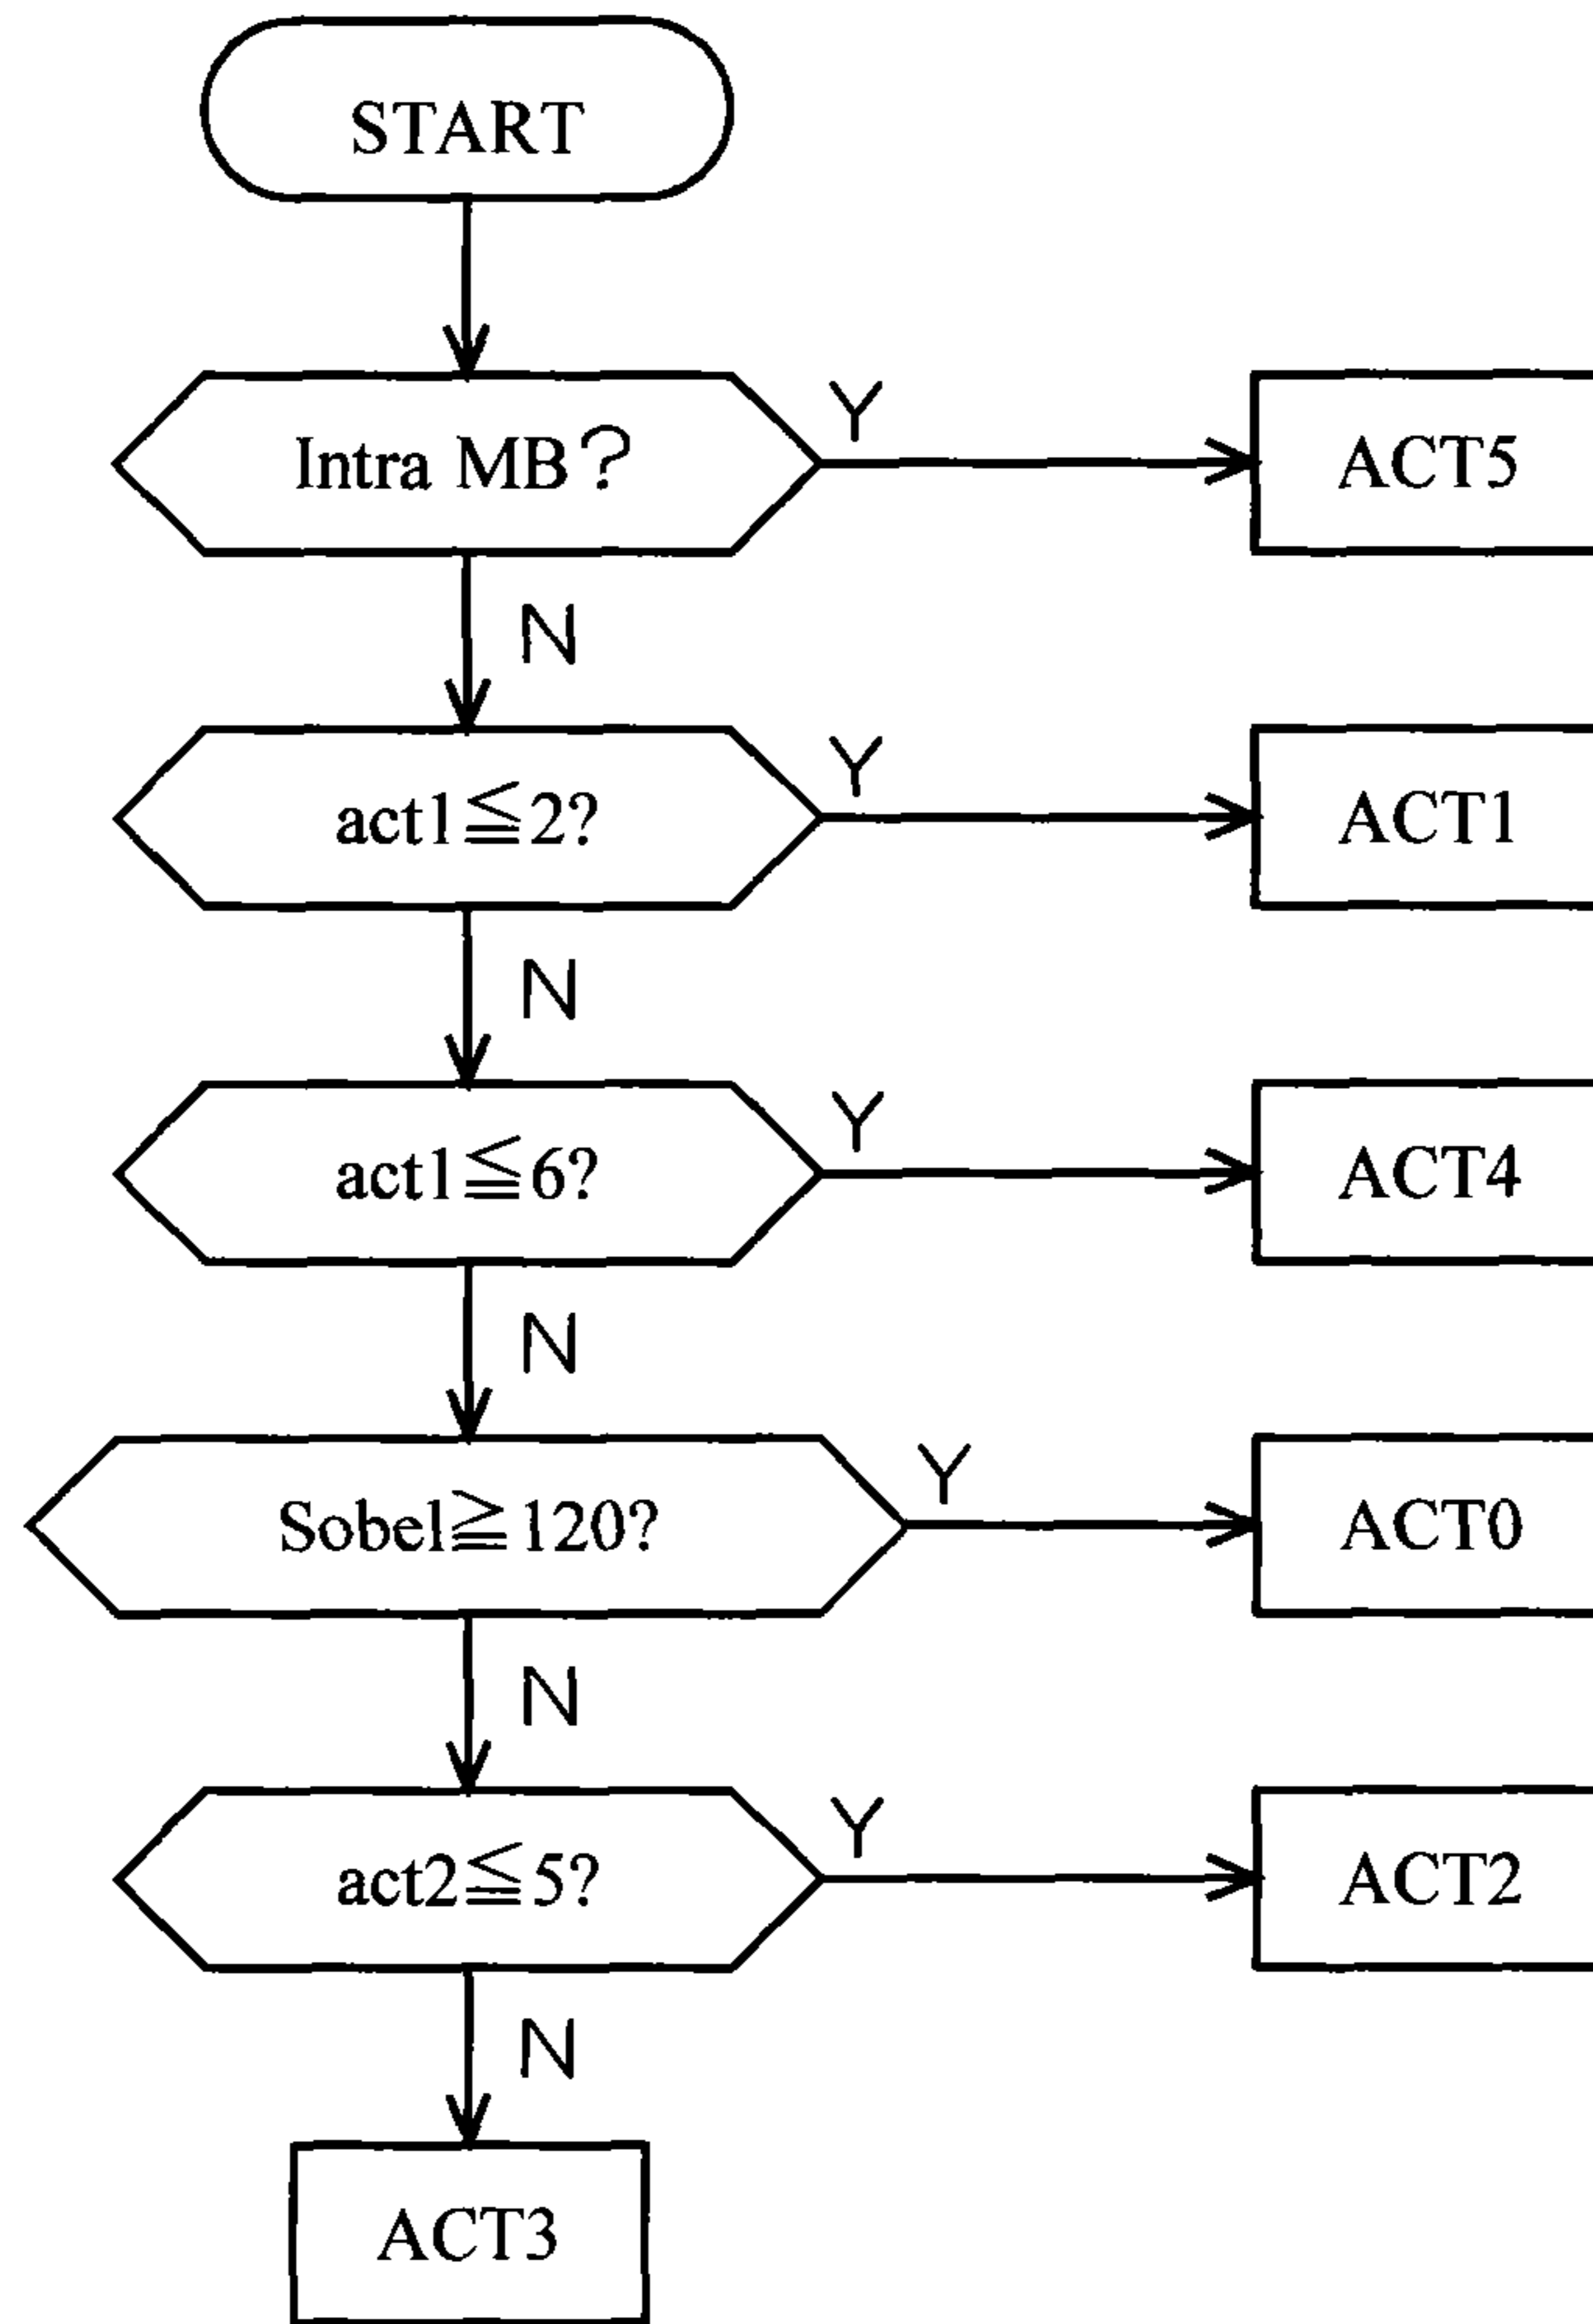 START
Intra MB?
Y
ACT5
N
act1≦2?
Y
ACT1
N
act1≦6?
Y
ACT4
N
Sobel≧120?
Y
ACT0
N
act2≦5?
Y
ACT2
N
ACT3